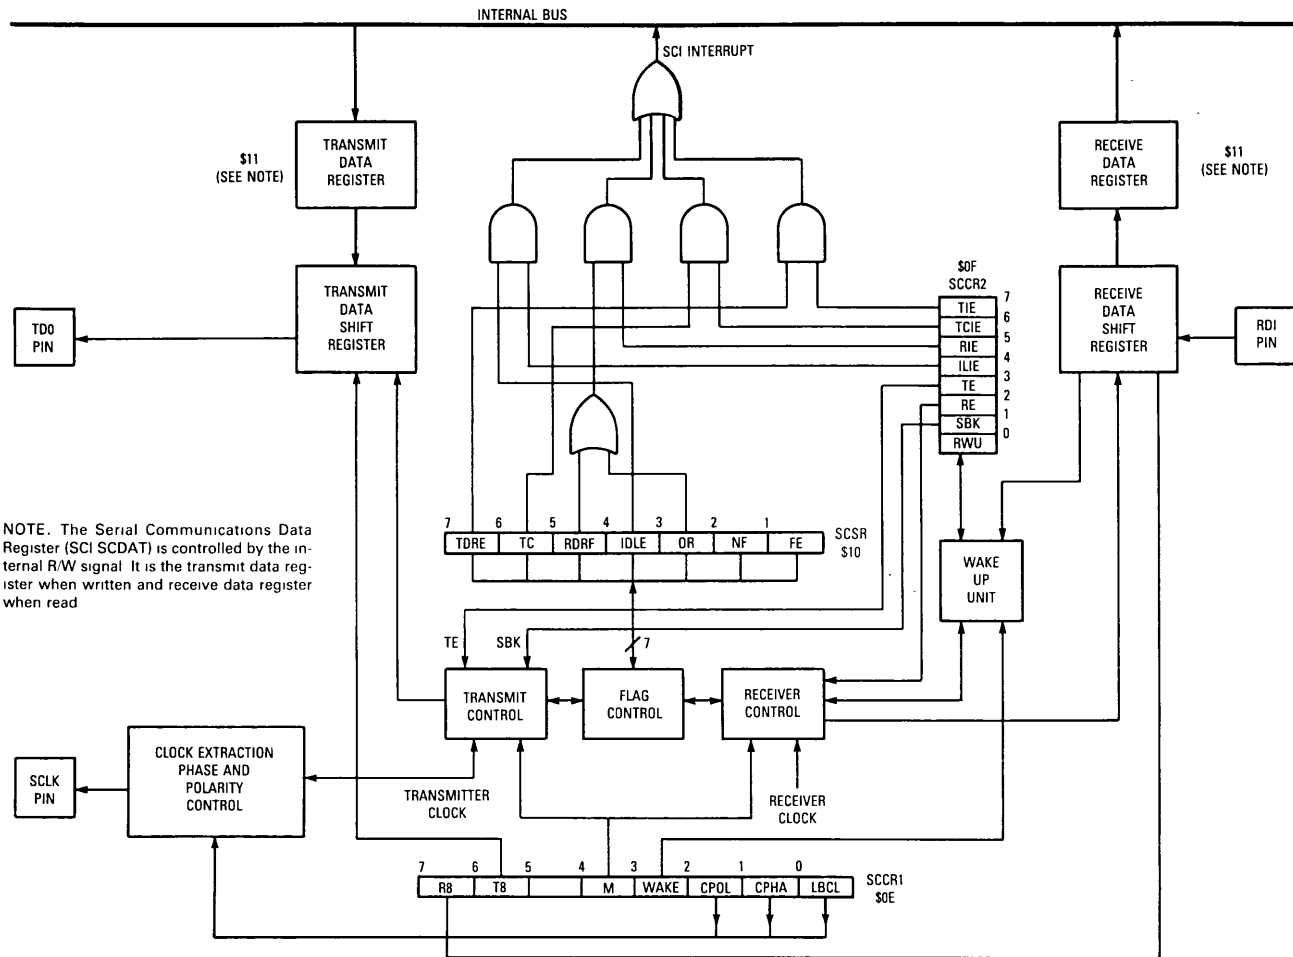 INTERNAL BUS
SCI INTERRUPT
$11
(SEE NOTE)
TRANSMIT
DATA
REGISTER
RECEIVE
DATA
REGISTER
$11
(SEE NOTE)
TRANSMIT
DATA
SHIFT
REGISTER
TD0
PIN
$0F
SCCR2
7
TIE
6
TCIE
5
RIE
4
ILIE
3
TE
2
RE
1
SBK
0
RWU
RECEIVE
DATA
SHIFT
REGISTER
RDI
PIN
NOTE. The Serial Communications Data
Register (SCI SCDAT) is controlled by the in-
ternal R/W signal It is the transmit data reg-
ister when written and receive data register
when read
7 6 5 4 3 2 1
TDRE TC RDRF IDLE OR NF FE
SCSR
$10
WAKE
UP
UNIT
TE SBK 7
TRANSMIT
CONTROL
FLAG
CONTROL
RECEIVER
CONTROL
CLOCK EXTRACTION
PHASE AND
POLARITY
CONTROL
SCLK
PIN
TRANSMITTER
CLOCK
RECEIVER
CLOCK
7 6 5 4 3 2 1 0
R8 T8 M WAKE CPOL CPHA LBCL
SCCR1
$0E